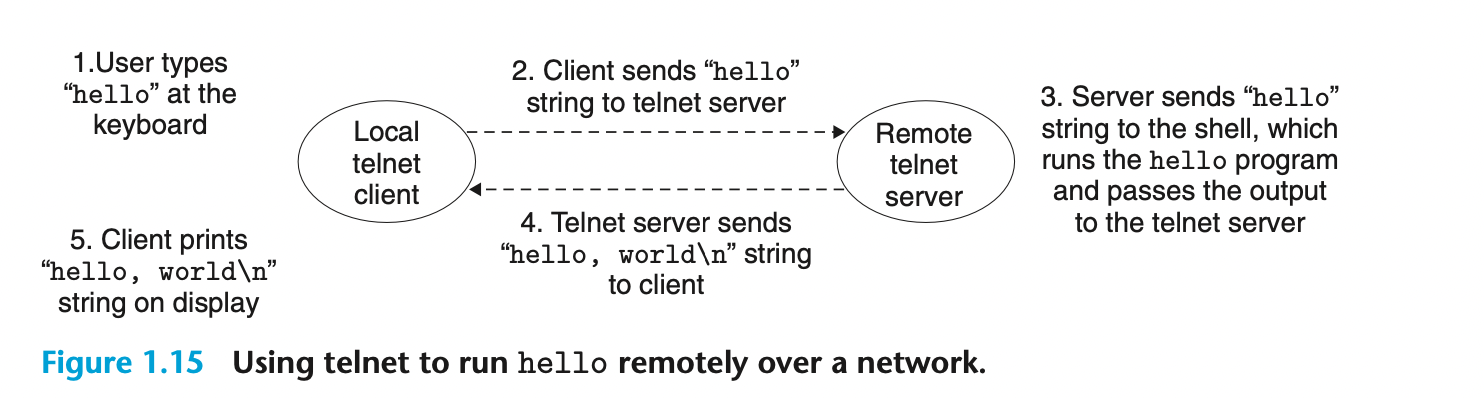 1.User types
“hello” at the
keyboard
2. Client sends “hello”
string to telnet server
Local
telnet
client
Remote
telnet
server
3. Server sends “hello”
string to the shell, which
runs the hello program
and passes the output
to the telnet server
4. Telnet server sends
“hello, world\n” string
to client
5. Client prints
“hello, world\n”
string on display
Figure 1.15 Using telnet to run hello remotely over a network.